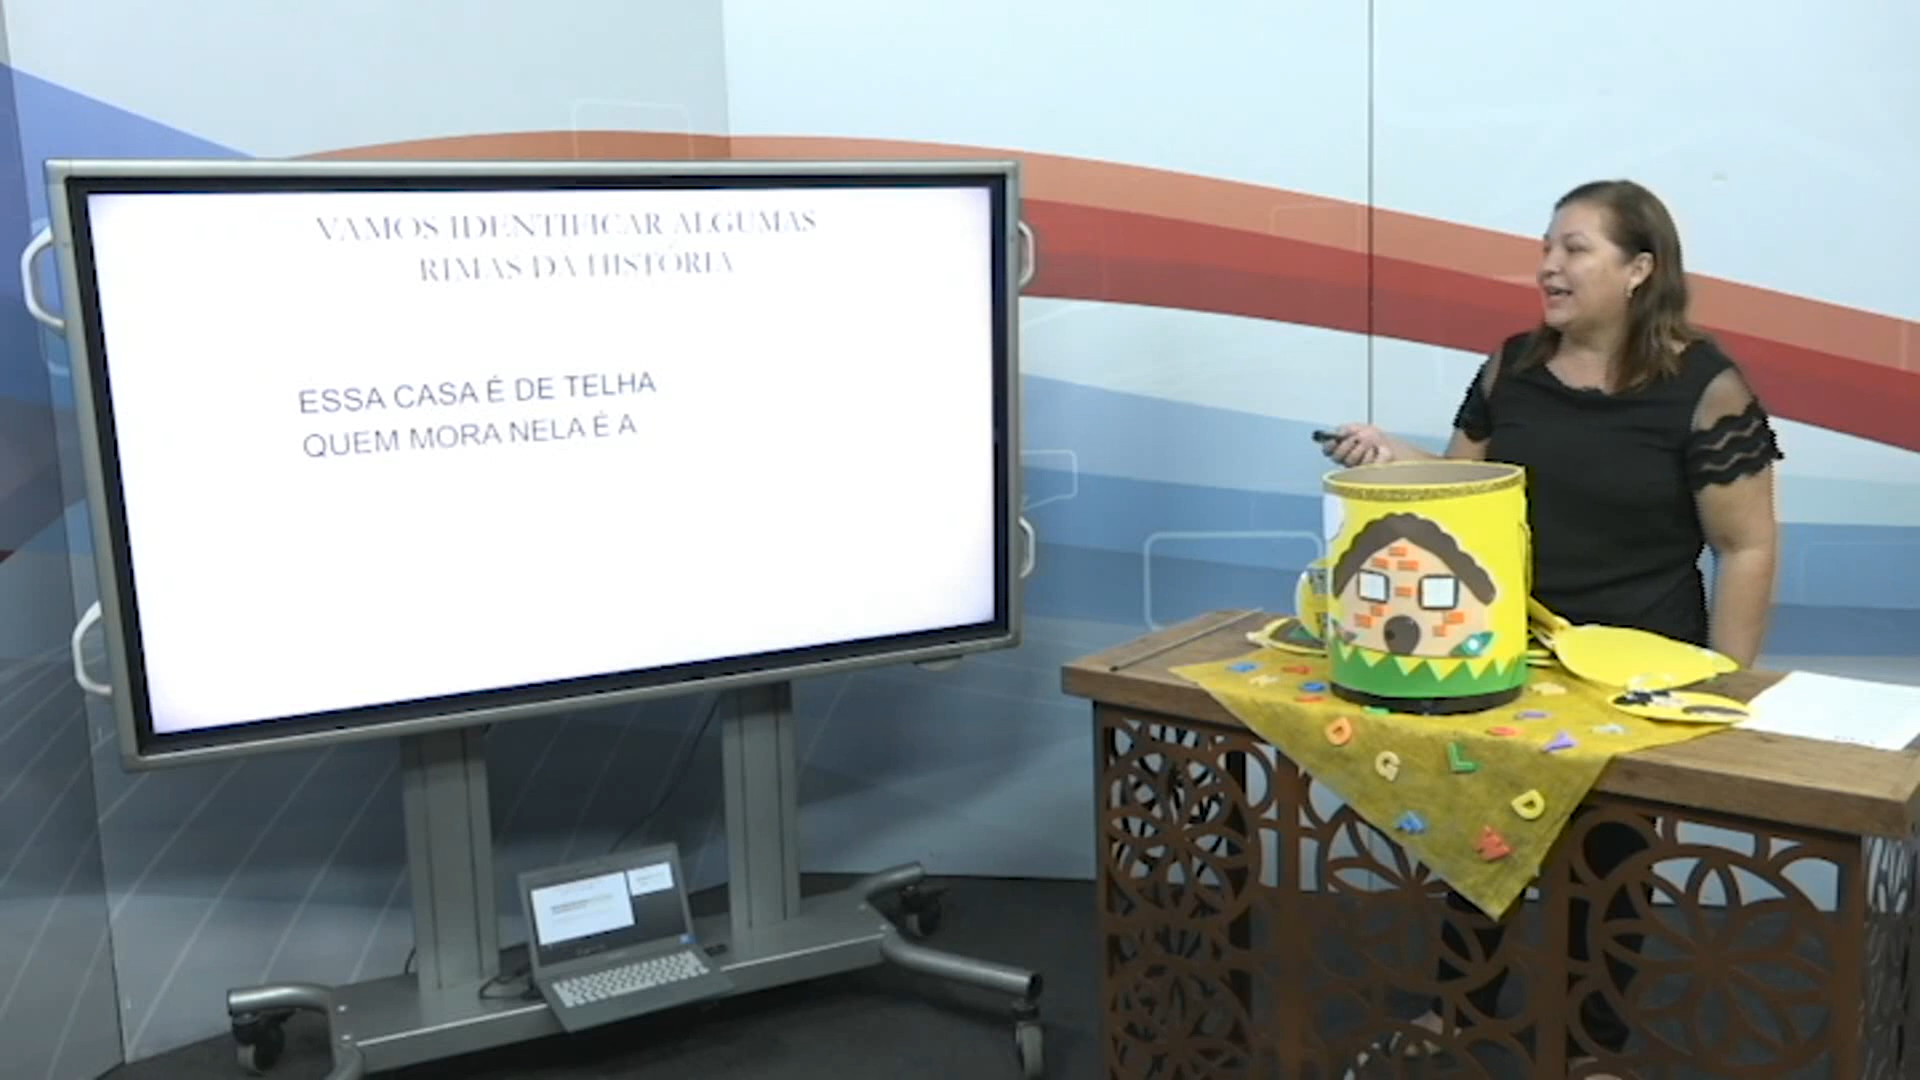 VAMOS IDENTIFICAR ALGUMAS
RIMAS DA HISTÓRIA
ESSA CASA É DE TELHA
QUEM MORA NELA É A
D
G
L
D